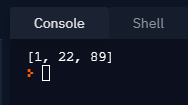 Console
Shell
[1, 22, 89]